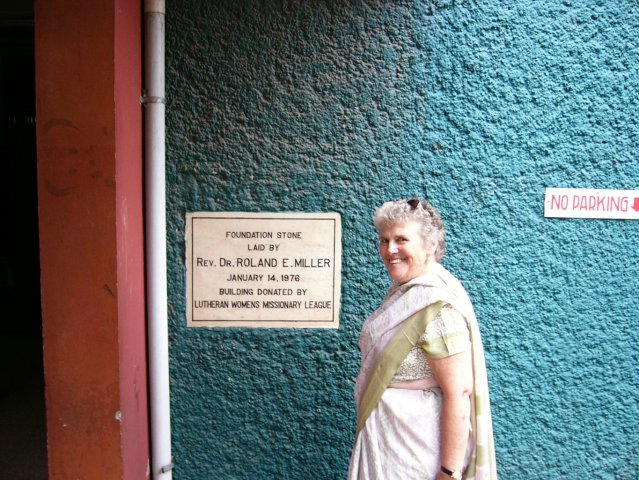 FOUNDATION STONE
LAID BY
REV. DR. ROLAND E. MILLER
JANUARY 14, 1976
BUILDING DONATED BY
LUTHERAN WOMENS MISSIONARY LEAGUE
NO PARKING